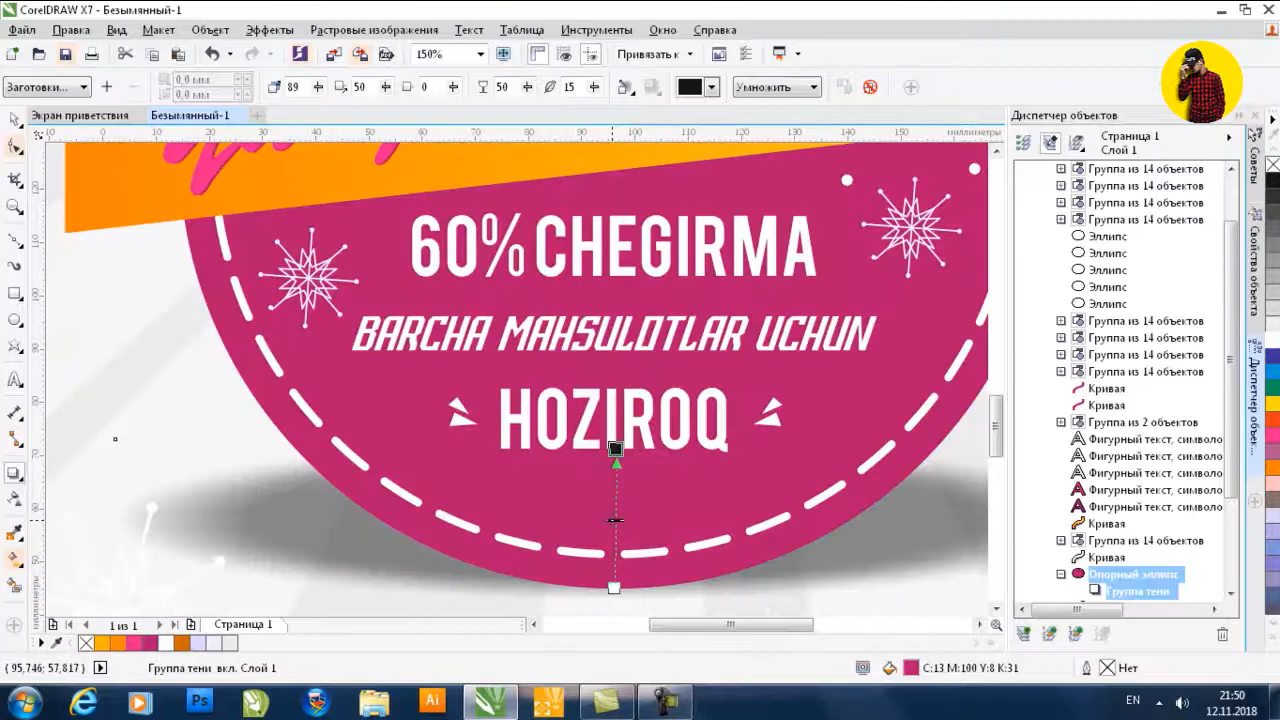 CorelDRAW X7 - Безымянный-1
Файл Правка Вид Макет Объект Эффекты Растровые изображения Текст Таблица Инструменты Окно Справка
150% Привязать к
Заготовки... 0,0 мм 0,0 мм 89 50 0 50 15 Умножить
Экран приветствия Безымянный-1
миллиметры
60% CHEGIRMA
BARCHA MAHSULOTLAR UCHUN
HOZIROQ
Диспетчер объектов
Страница 1
Слой 1
Группа из 14 объектов
Группа из 14 объектов
Группа из 14 объектов
Группа из 14 объектов
Эллипс
Эллипс
Эллипс
Эллипс
Эллипс
Группа из 14 объектов
Группа из 14 объектов
Группа из 14 объектов
Группа из 14 объектов
Кривая
Кривая
Группа из 2 объектов
Фигурный текст, символо
Фигурный текст, символо
Фигурный текст, символо
Фигурный текст, символо
Фигурный текст, символо
Кривая
Группа из 14 объектов
Кривая
Опорный эллипс
Группа тени
Советы
Свойства объекта
Диспетчер объек...
1 из 1 Страница 1
( 95,746; 57,817) Группа тени вкл. Слой 1 C:13 M:100 Y:8 K:31 Нет
Ps Ai EN 21:50
12.11.2018